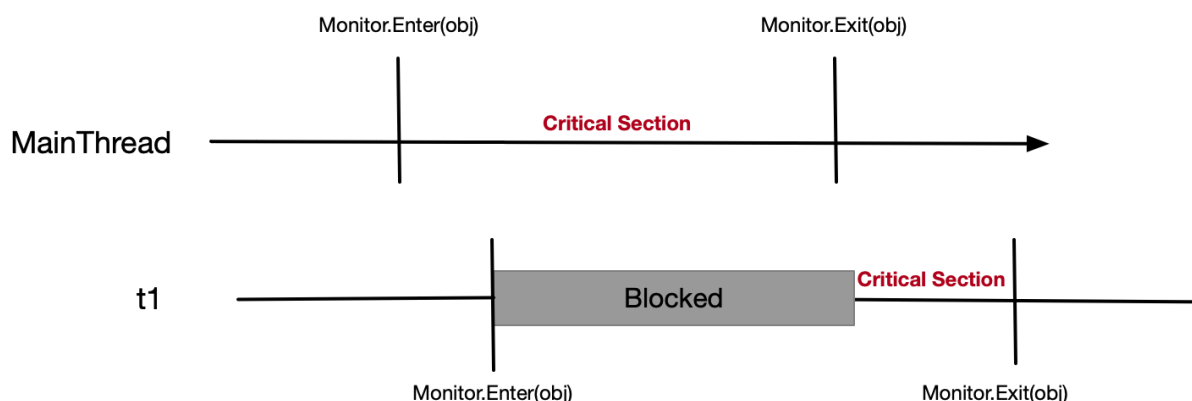 Monitor.Enter(obj) Monitor.Exit(obj)
Critical Section
MainThread
Critical Section
t1 Blocked
Monitor.Enter(obj) Monitor.Exit(obj)